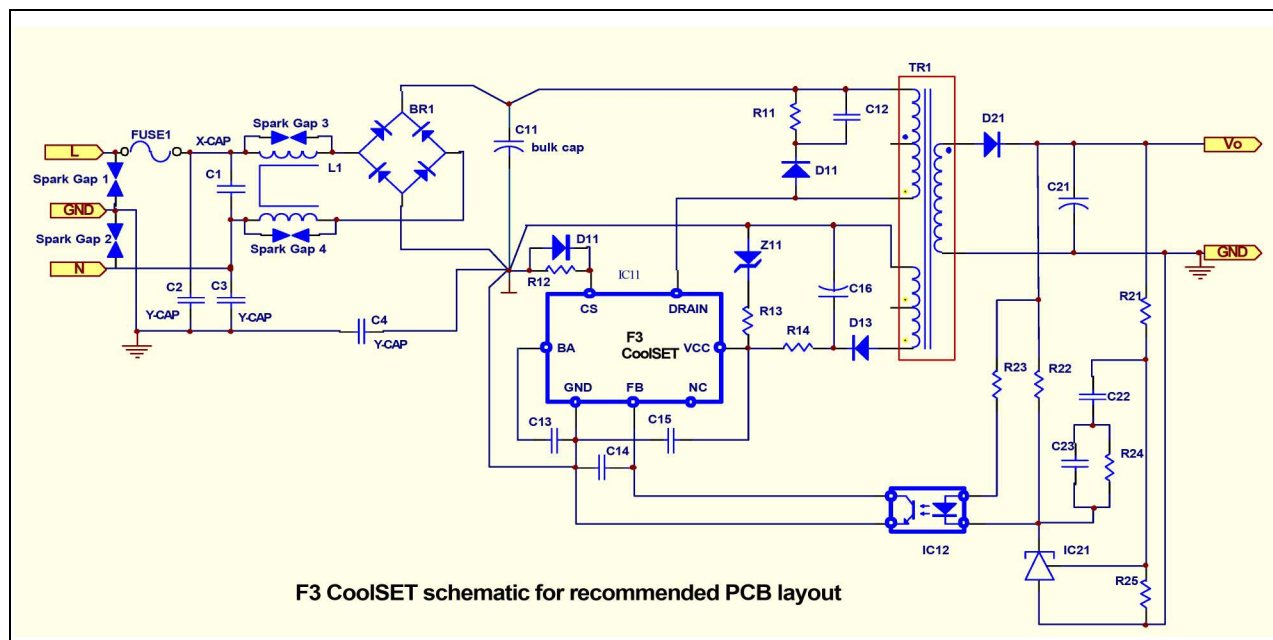 TR1
BR1
R11
C12
D21
Spark Gap 3
FUSE1
X-CAP
C11
bulk cap
L
Vo
L1
Spark Gap 1
C1
D11
C21
GND
Spark Gap 2
Spark Gap 4
D11
Z11
GND
N
R12
IC11
C2
C3
C16
R21
CS
DRAIN
Y-CAP
Y-CAP
C4
R13
Y-CAP
F3
CoolSET
R14
D13
BA
VCC
R23
R22
GND
FB
NC
C22
C13
C15
C14
C23
R24
IC12
IC21
R25
F3 CoolSET schematic for recommended PCB layout